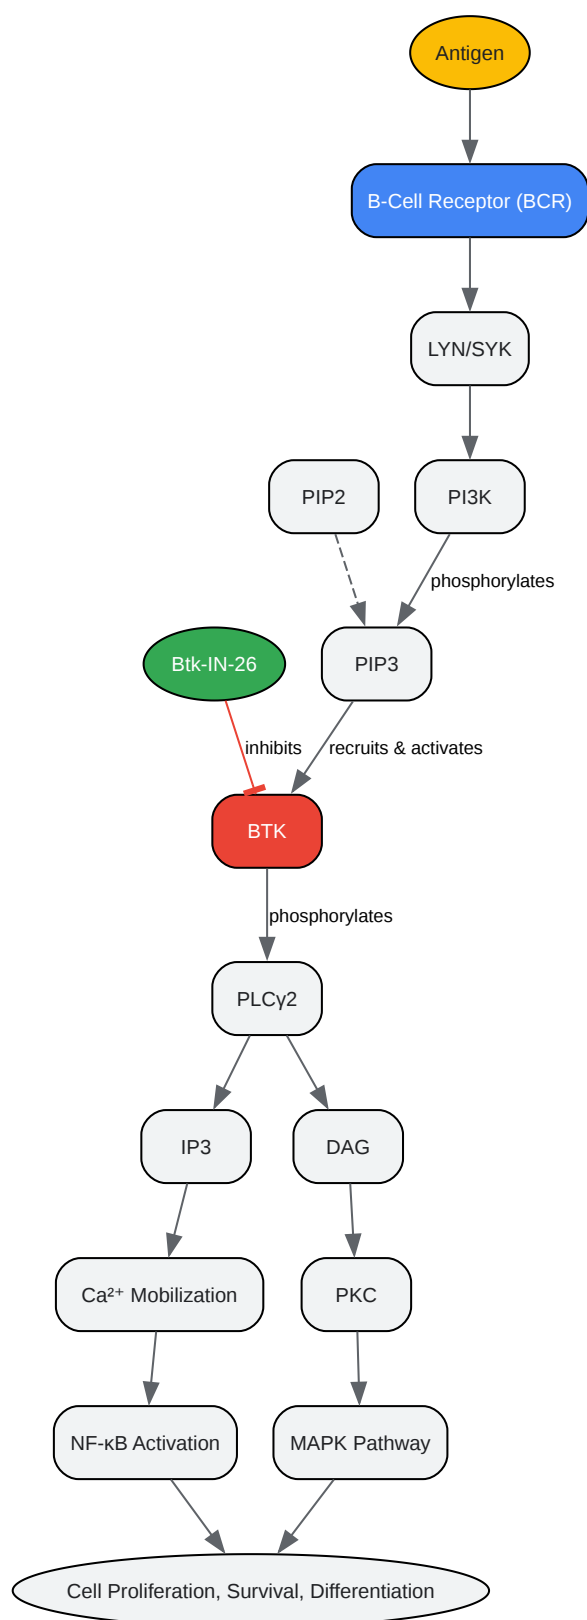 Antigen
B-Cell Receptor (BCR)
LYN/SYK
PIP2
PI3K
phosphorylates
Btk-IN-26
PIP3
inhibits
recruits & activates
BTK
phosphorylates
PLCγ2
IP3
DAG
Ca²⁺ Mobilization
PKC
NF-κB Activation
MAPK Pathway
Cell Proliferation, Survival, Differentiation